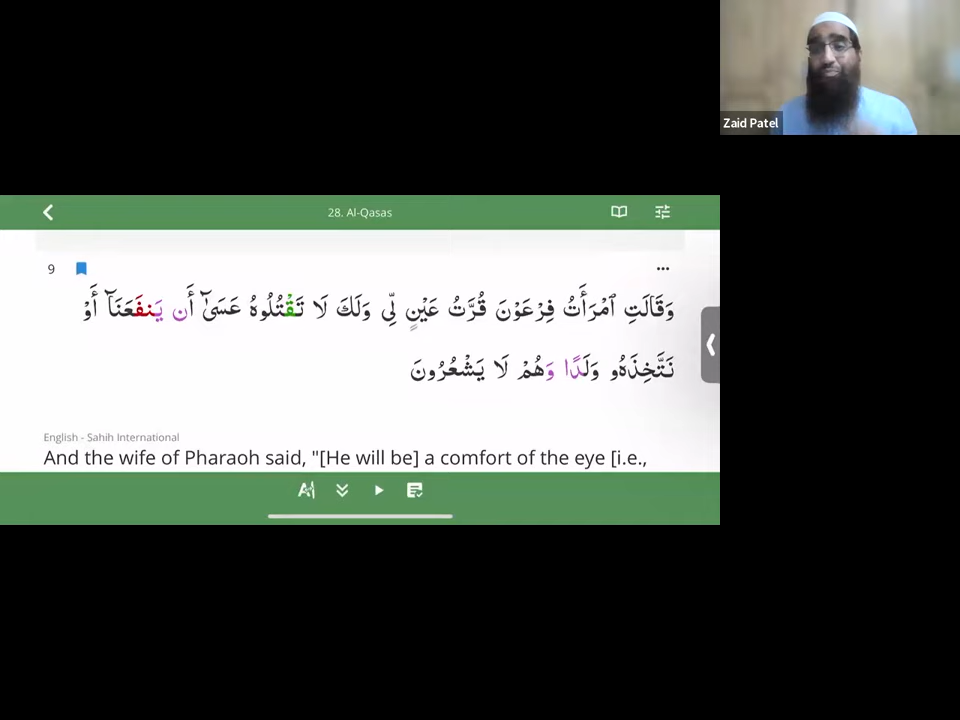 Zaid Patel
28. Al-Qasas
9
وَقَالَتِ ٱمْرَأَتُ فِرْعَوْنَ قُرَّتُ عَيْنٍ لِّى وَلَكَ لَا تَقْتُلُوهُ عَسَىٰٓ أَن يَنفَعَنَآ أَوْ
نَتَّخِذَهُۥ وَلَدًا وَهُمْ لَا يَشْعُرُونَ
English - Sahih International
And the wife of Pharaoh said, "[He will be] a comfort of the eye [i.e.,